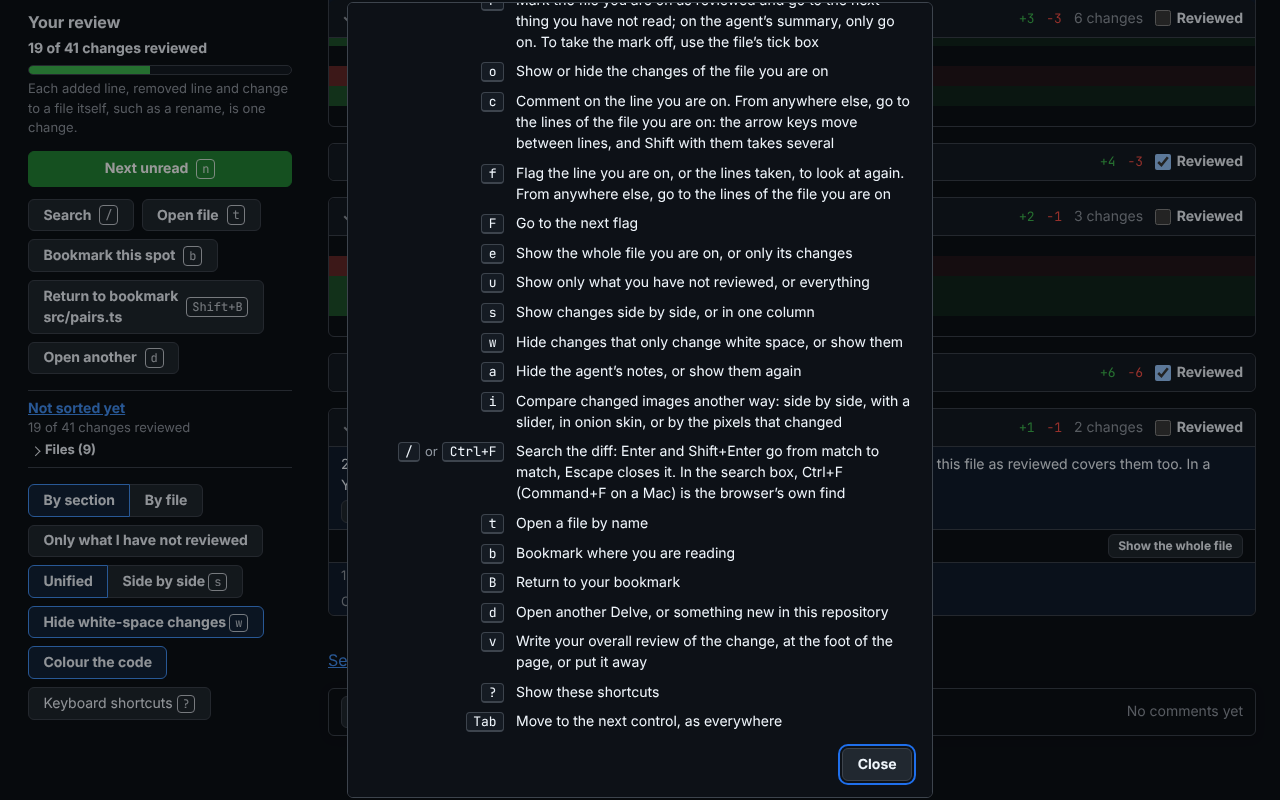 Your review
19 of 41 changes reviewed
Each added line, removed line and change
to a file itself, such as a rename, is one
change.
Next unread n
Search / Open file t
Bookmark this spot b
Return to bookmark
src/pairs.ts Shift+B
Open another d
Not sorted yet
19 of 41 changes reviewed
Files (9)
By section By file
Only what I have not reviewed
Unified Side by side s
Hide white-space changes w
Colour the code
Keyboard shortcuts ?
thing you have not read; on the agent’s summary, only go
on. To take the mark off, use the file’s tick box
o Show or hide the changes of the file you are on
c Comment on the line you are on. From anywhere else, go to
the lines of the file you are on: the arrow keys move
between lines, and Shift with them takes several
f Flag the line you are on, or the lines taken, to look at again.
From anywhere else, go to the lines of the file you are on
F Go to the next flag
e Show the whole file you are on, or only its changes
u Show only what you have not reviewed, or everything
s Show changes side by side, or in one column
w Hide changes that only change white space, or show them
a Hide the agent’s notes, or show them again
i Compare changed images another way: side by side, with a
slider, in onion skin, or by the pixels that changed
/ or Ctrl+F Search the diff: Enter and Shift+Enter go from match to
match, Escape closes it. In the search box, Ctrl+F
(Command+F on a Mac) is the browser’s own find
t Open a file by name
b Bookmark where you are reading
B Return to your bookmark
d Open another Delve, or something new in this repository
v Write your overall review of the change, at the foot of the
page, or put it away
? Show these shortcuts
Tab Move to the next control, as everywhere
Close
+3 -3 6 changes Reviewed
+4 -3 Reviewed
+2 -1 3 changes Reviewed
+6 -6 Reviewed
+1 -1 2 changes Reviewed
this file as reviewed covers them too. In a
Show the whole file
Se
No comments yet